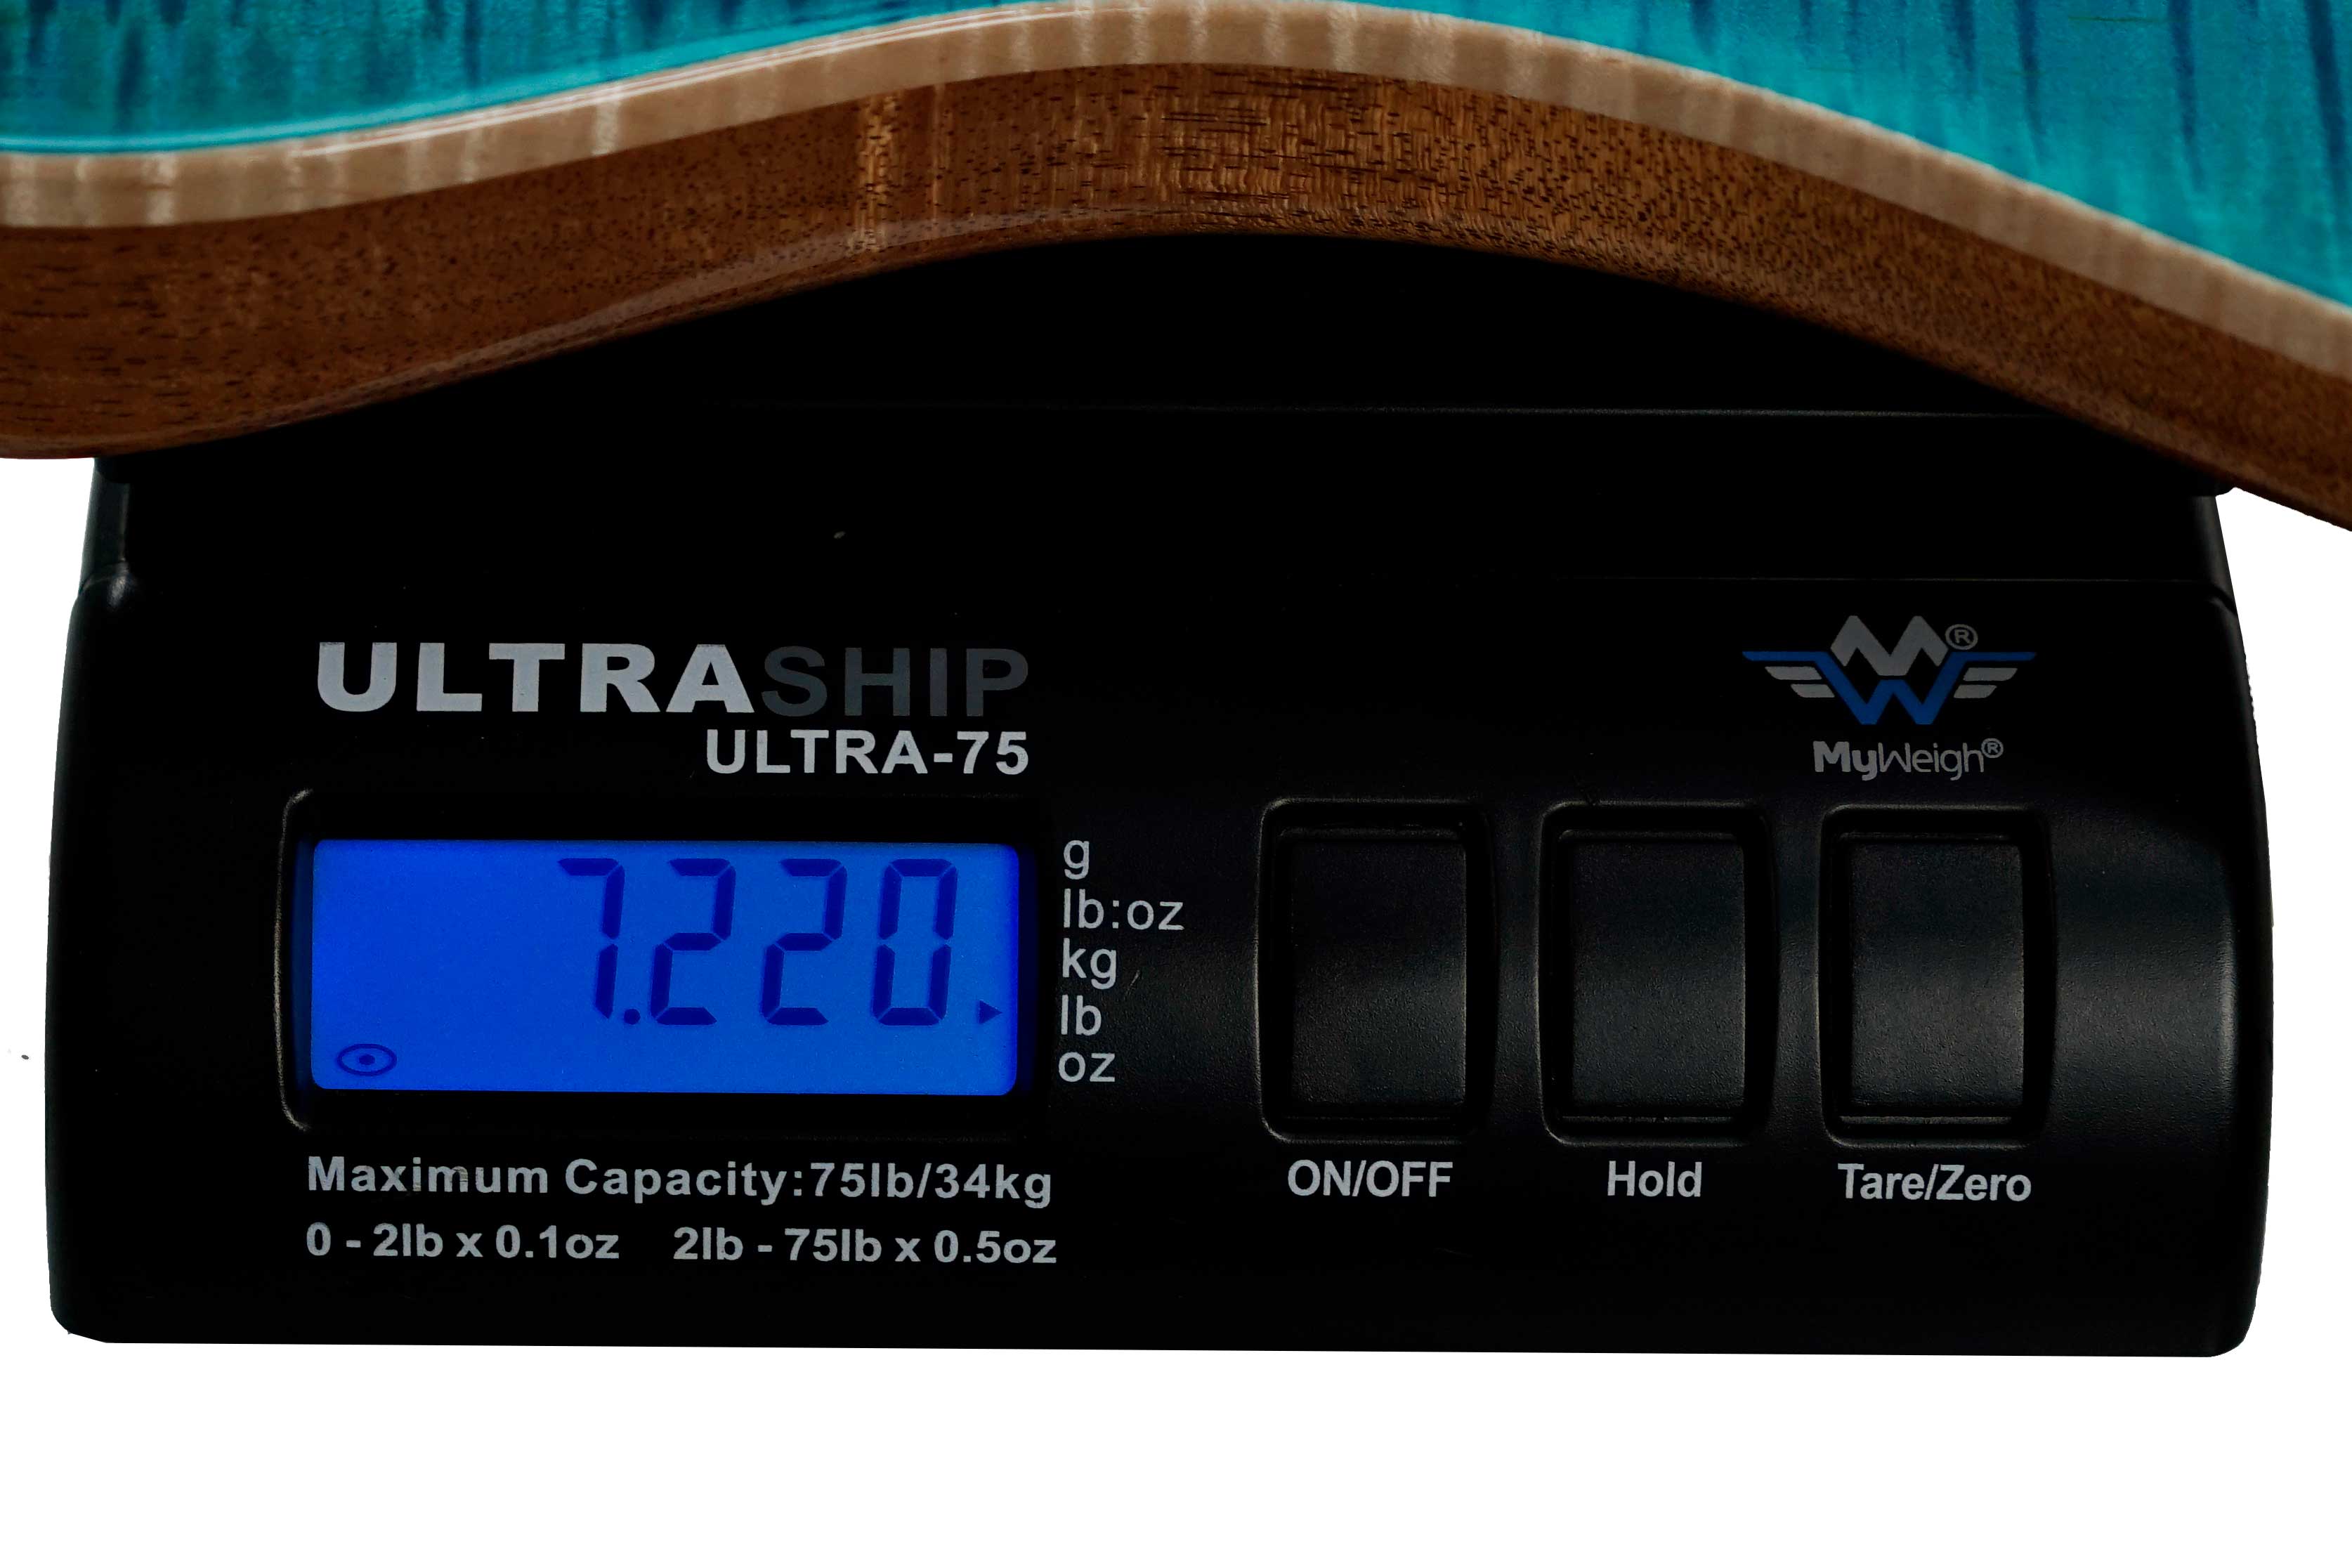 ULTRASHIP
ULTRA-75
MW®
MyWeigh®
7.220
g
lb:oz
kg
lb
oz
Maximum Capacity:75lb/34kg
0 - 2lb x 0.1oz 2lb - 75lb x 0.5oz
ON/OFF
Hold
Tare/Zero